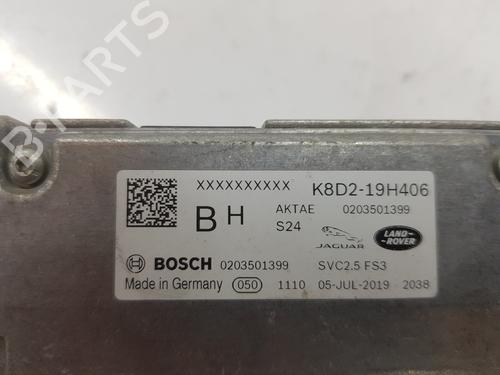 XXXXXXXXXX K8D2-19H406
B H AKTAE 0203501399
S24 JAGUAR LAND ROVER
BOSCH 0203501399 SVC2.5 FS3
Made in Germany 050 1110 05-JUL-2019 - 2038
B-PARTS